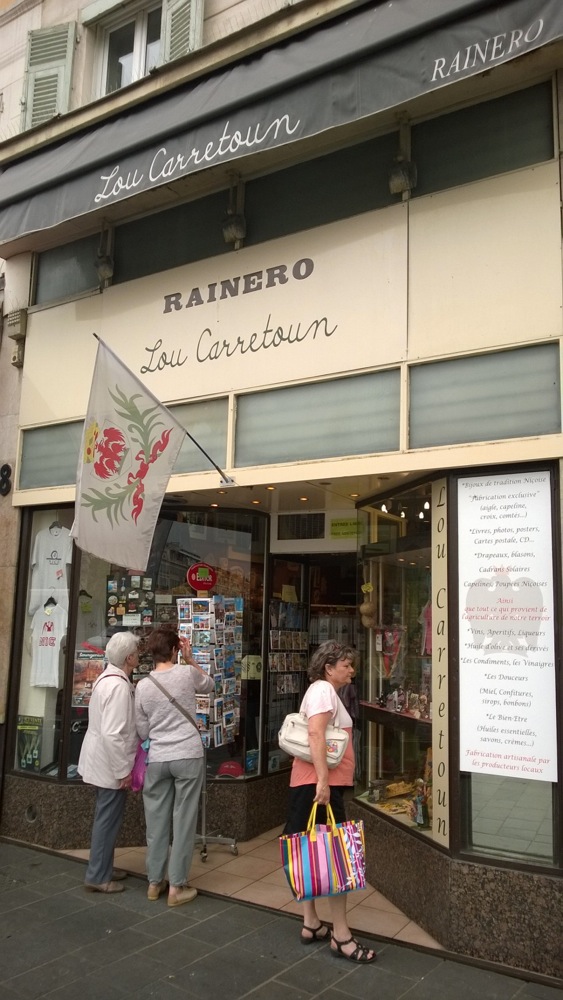 RAINERO
Lou Carretoun
RAINERO
Lou Carretoun
8
Lou Carretoun
*Bijoux de tradition Niçoise
"Fabrication exclusive"
(aigle, capeline,
croix, comtes...)
*Livres, photos, posters,
Cartes postale, CD...
*Drapeaux, blasons,
Cadrans Solaires
Capelines, Poupées Niçoises
Ainsi
que tout ce qui provient de
l'agriculture de notre terroir
*Vins, Apéritifs, Liqueurs
*Huile d'olive et ses dérivés
*Les Condiments, les Vinaigres
*Les Douceurs
(Miel, Confitures,
sirops, bonbons)
*Le Bien-Etre
(Huiles essentielles,
savons, crèmes...)
Fabrication artisanale par
les producteurs locaux